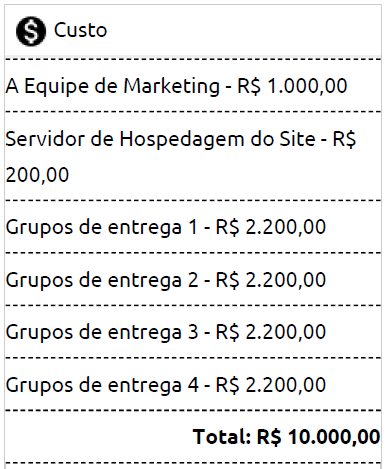 Custo
A Equipe de Marketing - R$ 1.000,00
Servidor de Hospedagem do Site - R$
200,00
Grupos de entrega 1 - R$ 2.200,00
Grupos de entrega 2 - R$ 2.200,00
Grupos de entrega 3 - R$ 2.200,00
Grupos de entrega 4 - R$ 2.200,00
Total: R$ 10.000,00